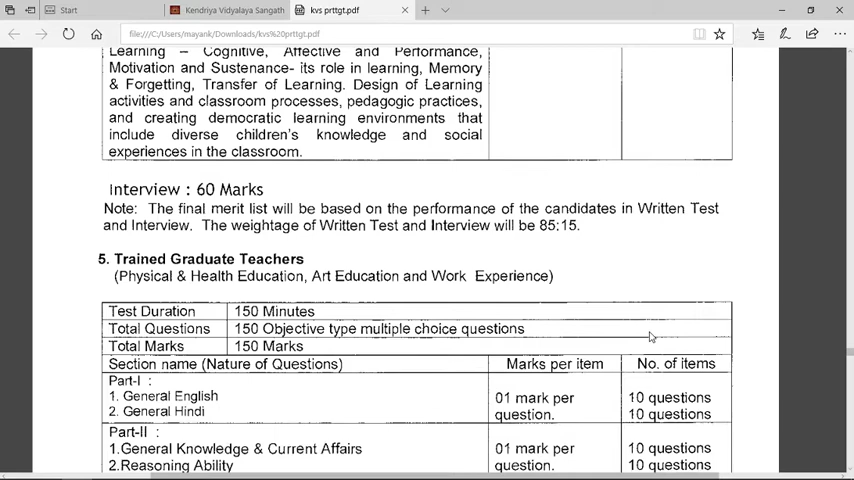 Start
Kendriya Vidyalaya Sangath
kvs prttgt.pdf
file:///C:/Users/mayank/Downloads/kvs%20prttgt.pdf
Learning – Cognitive, Affective and Performance,
Motivation and Sustenance- its role in learning, Memory
& Forgetting, Transfer of Learning. Design of Learning
activities and classroom processes, pedagogic practices,
and creating democratic learning environments that
include diverse children's knowledge and social
experiences in the classroom.
Interview : 60 Marks
Note: The final merit list will be based on the performance of the candidates in Written Test
and Interview. The weightage of Written Test and Interview will be 85:15.
5. Trained Graduate Teachers
(Physical & Health Education, Art Education and Work Experience)
Test Duration 150 Minutes
Total Questions 150 Objective type multiple choice questions
Total Marks 150 Marks
Section name (Nature of Questions) Marks per item No. of items
Part-I :
1. General English 01 mark per 10 questions
2. General Hindi question. 10 questions
Part-II :
1.General Knowledge & Current Affairs 01 mark per 10 questions
2.Reasoning Ability question. 10 questions